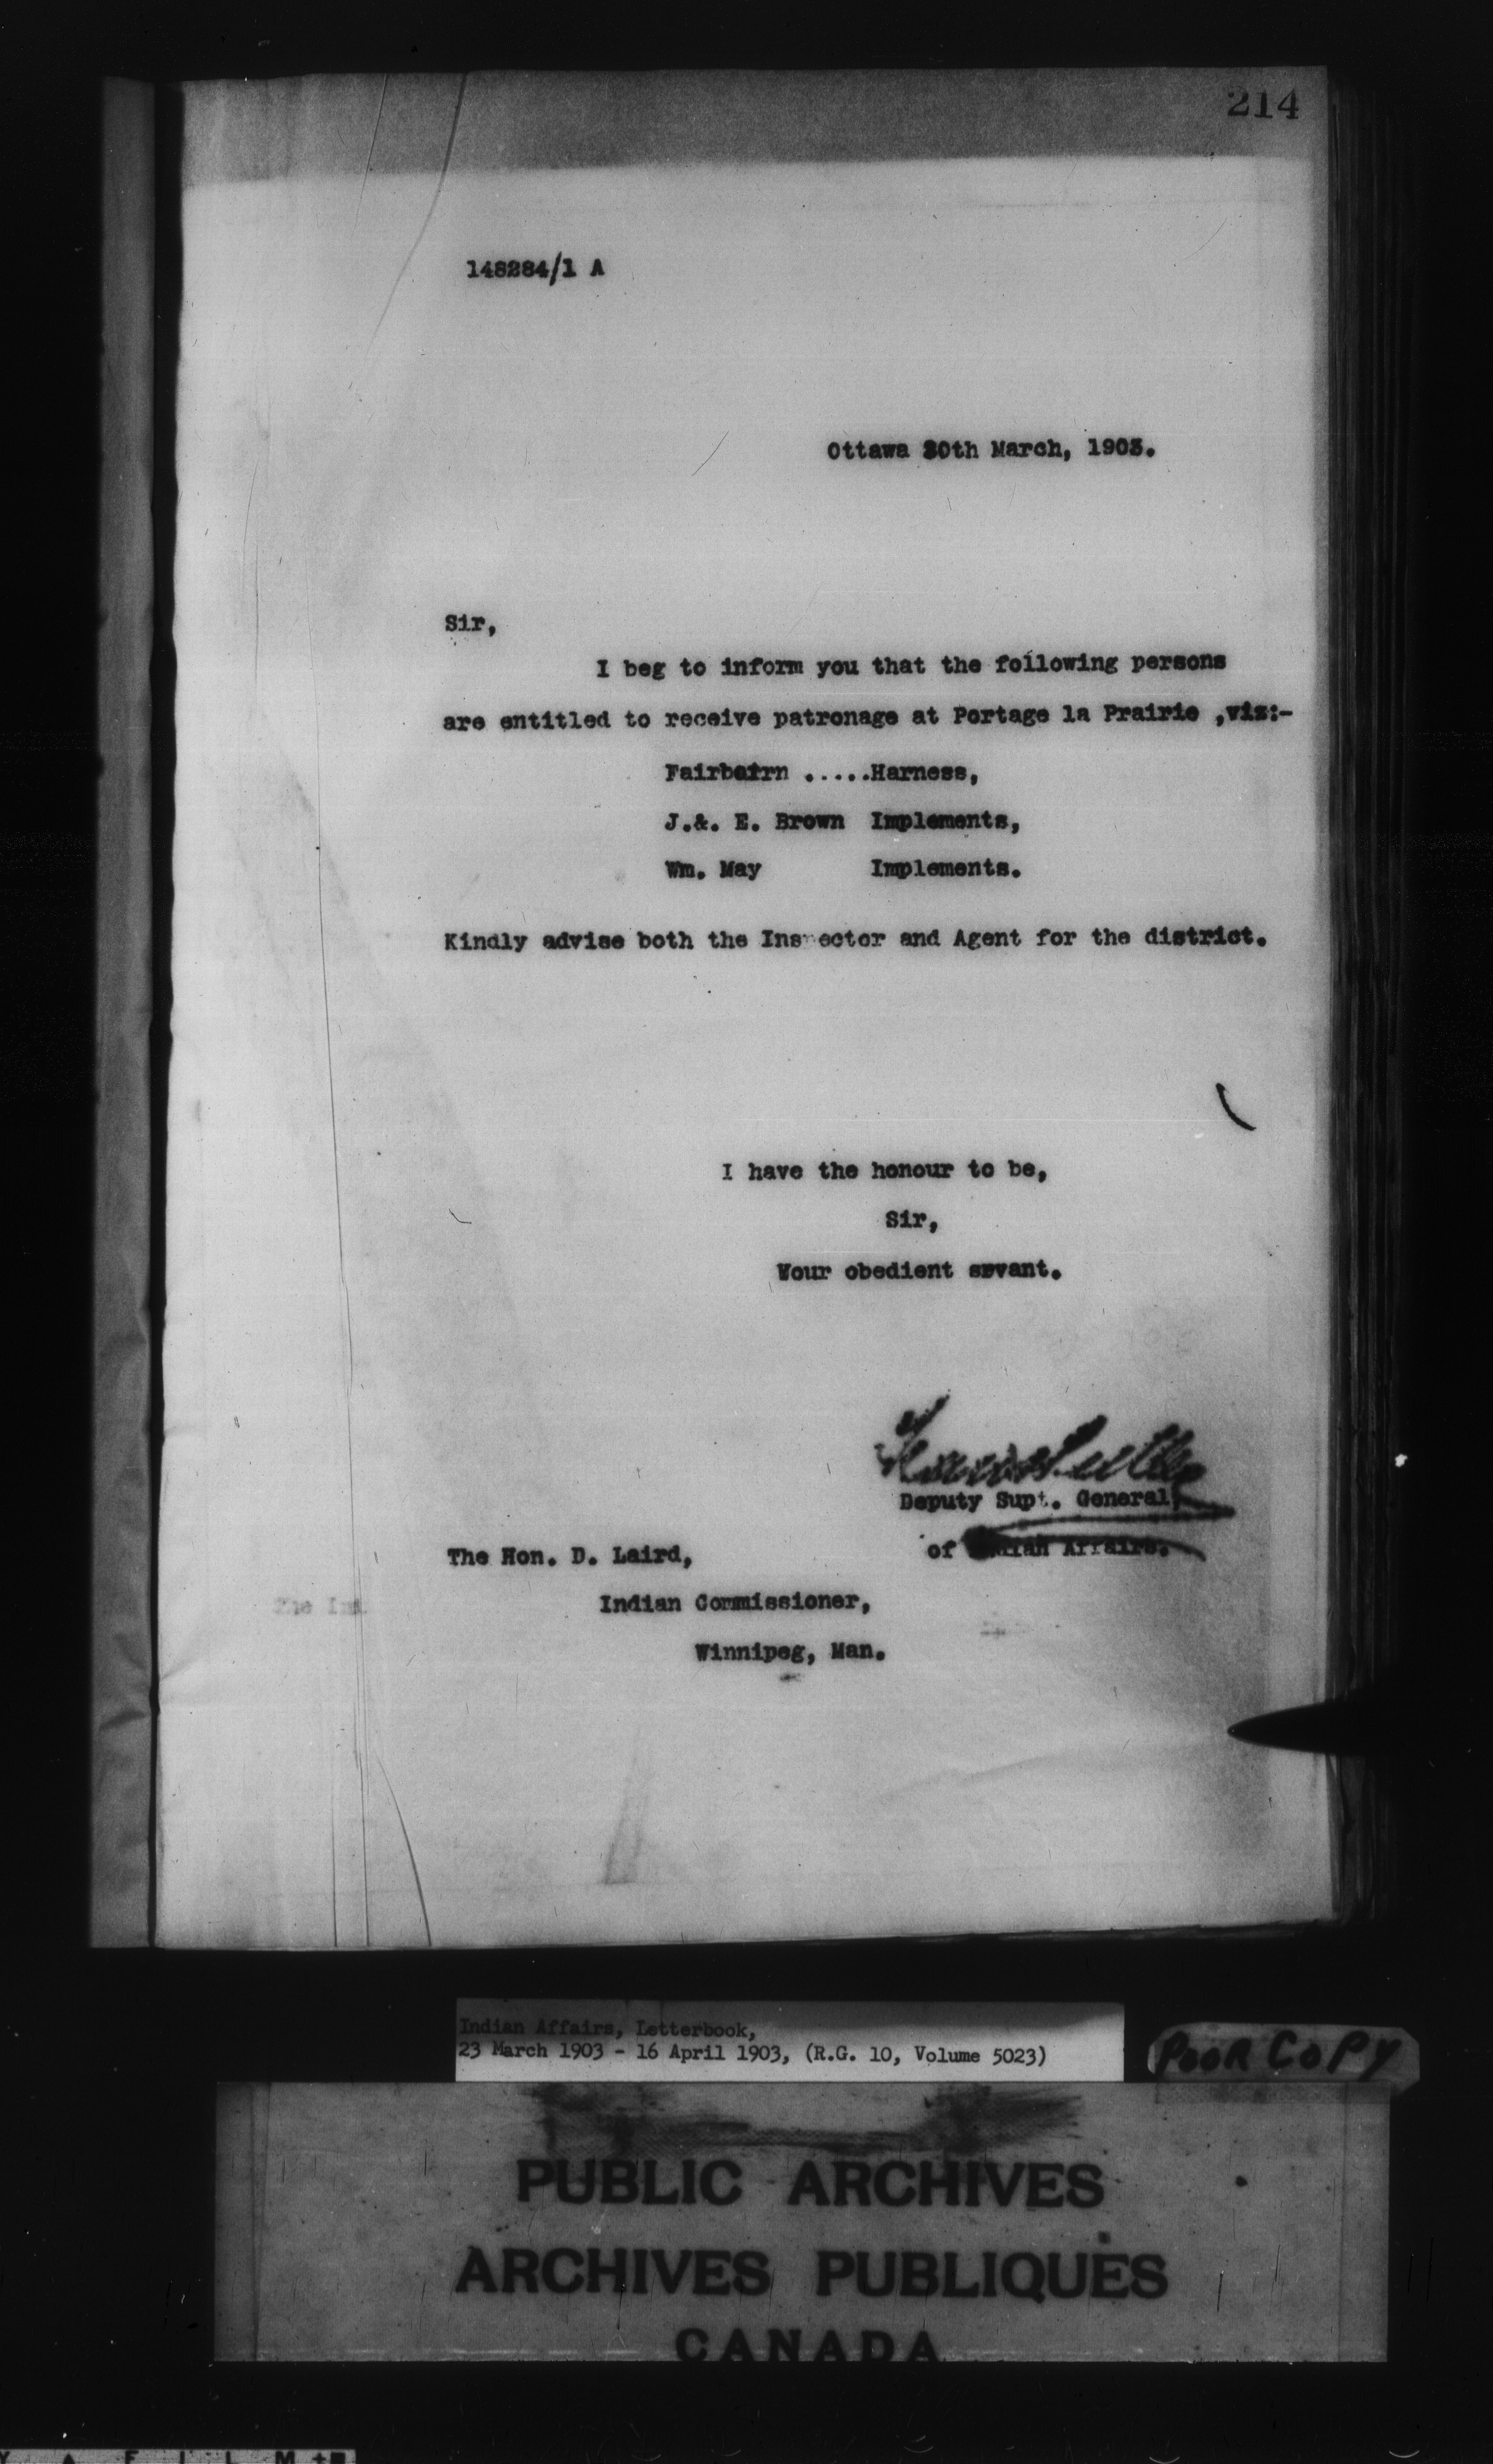 214
148284/1 A
Ottawa 30th March, 1903.
Sir,
I beg to inform you that the following persons
are entitled to receive patronage at Portage la Prairie ,viz:-
Fairbairn .....Harness,
J.&. E. Brown Implements,
Wm. May Implements.
Kindly advise both the Inspector and Agent for the district.
I have the honour to be,
Sir,
Your obedient srvant.
Deputy Supt. General
of Indian Affairs.
The Hon. D. Laird,
Indian Commissioner,
Winnipeg, Man.
Indian Affairs, Letterbook,
23 March 1903 - 16 April 1903, (R.G. 10, Volume 5023)
POOR COPY
PUBLIC ARCHIVES
ARCHIVES PUBLIQUES
CANADA